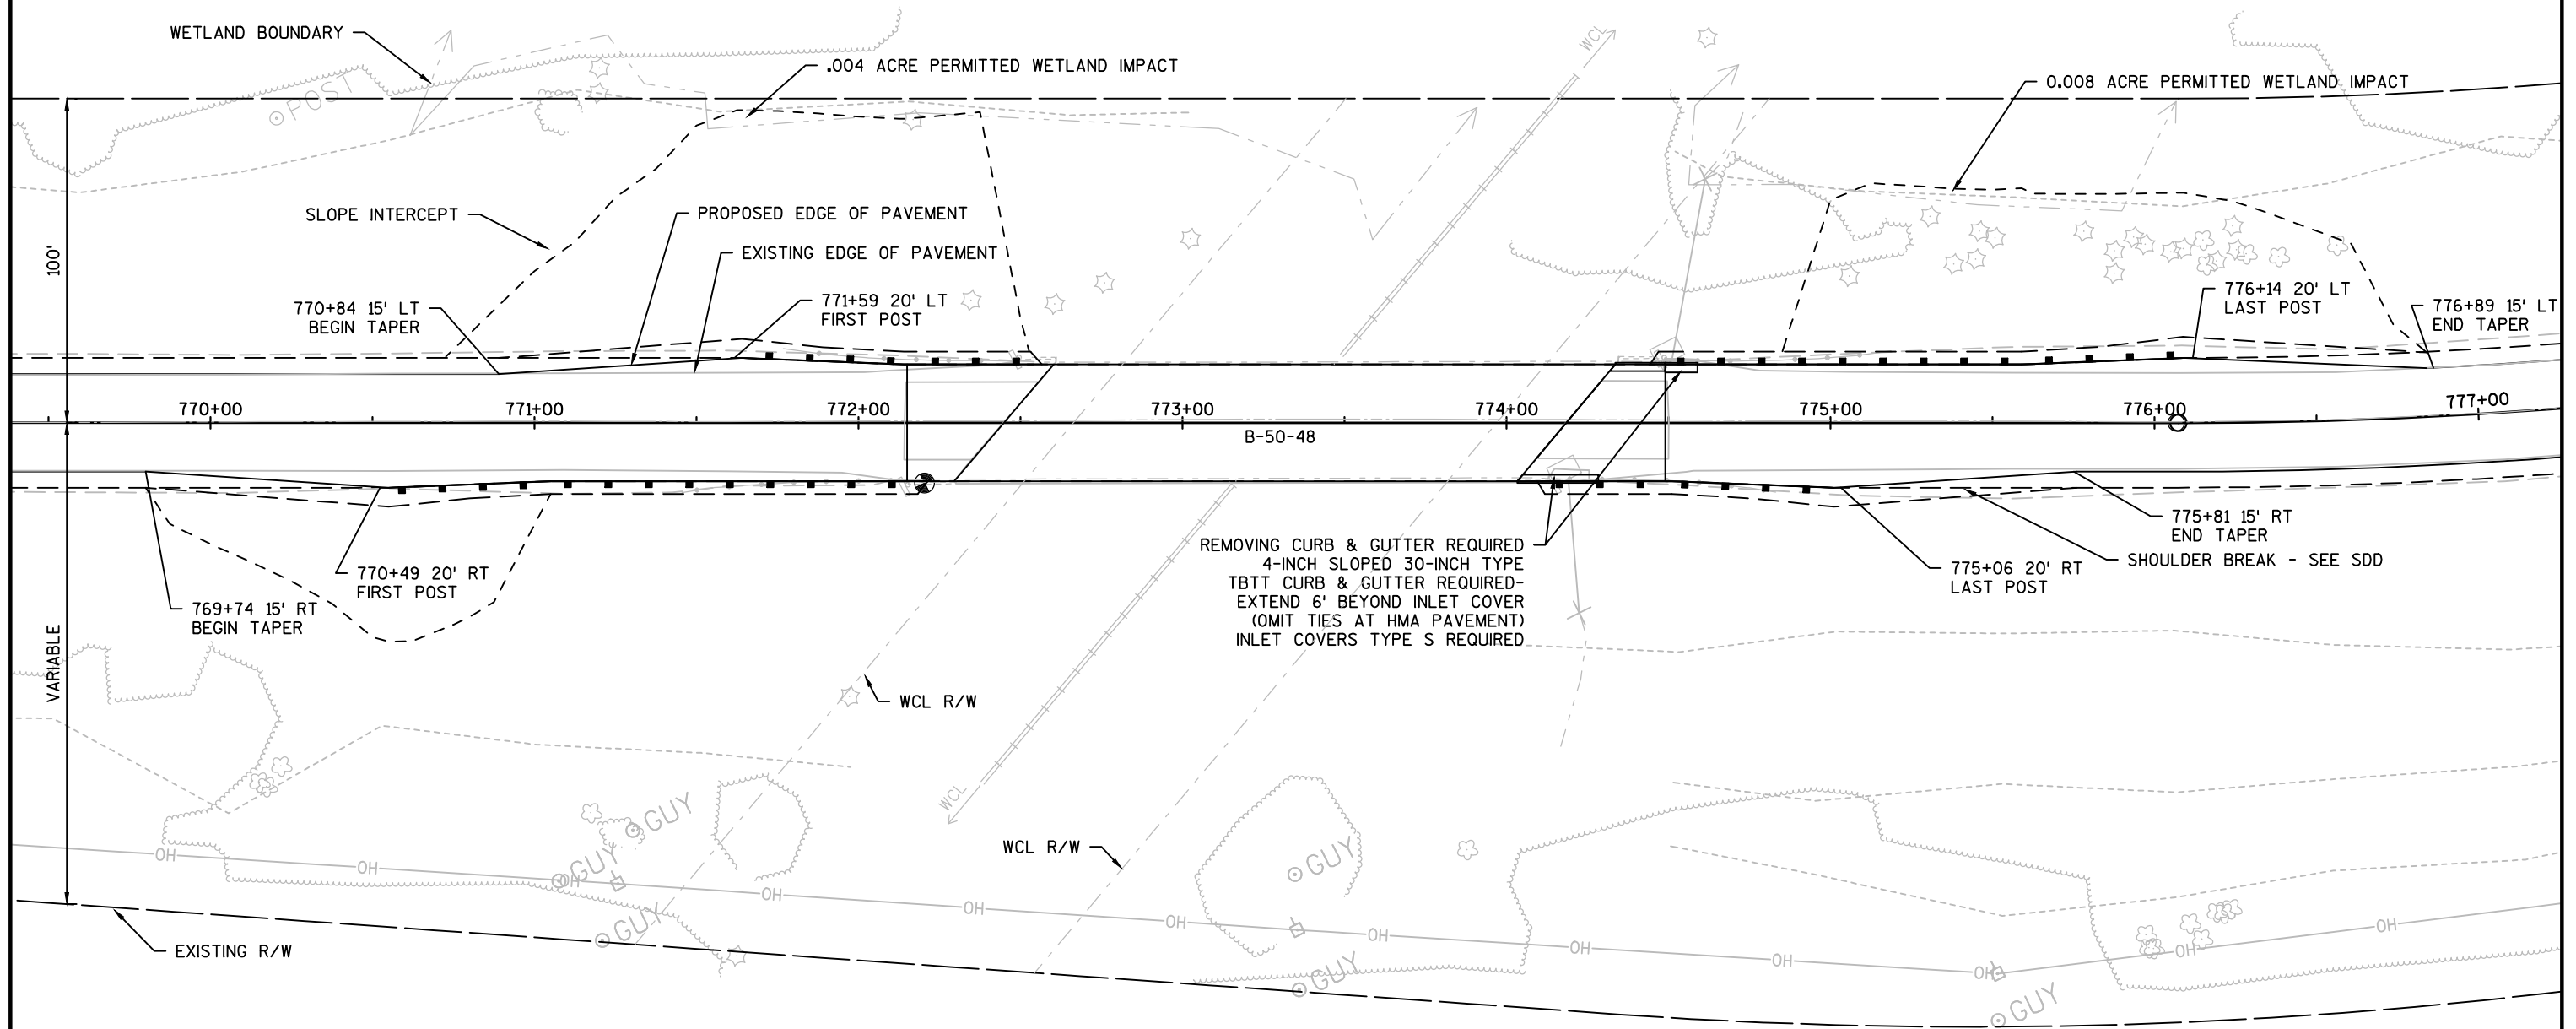 WETLAND BOUNDARY
.004 ACRE PERMITTED WETLAND IMPACT
WCL
0.008 ACRE PERMITTED WETLAND IMPACT
POST
SLOPE INTERCEPT
PROPOSED EDGE OF PAVEMENT
EXISTING EDGE OF PAVEMENT
100'
770+84 15' LT
BEGIN TAPER
771+59 20' LT
FIRST POST
776+14 20' LT
LAST POST
776+89 15' LT
END TAPER
770+00
771+00
772+00
773+00
774+00
775+00
776+00
777+00
B-50-48
769+74 15' RT
BEGIN TAPER
770+49 20' RT
FIRST POST
REMOVING CURB & GUTTER REQUIRED
4-INCH SLOPED 30-INCH TYPE
TBTT CURB & GUTTER REQUIRED-
EXTEND 6' BEYOND INLET COVER
(OMIT TIES AT HMA PAVEMENT)
INLET COVERS TYPE S REQUIRED
775+06 20' RT
LAST POST
775+81 15' RT
END TAPER
SHOULDER BREAK - SEE SDD
VARIABLE
WCL R/W
WCL
WCL R/W
GUY
GUY
GUY
GUY
GUY
GUY
OH
OH
OH
OH
OH
OH
OH
OH
OH
OH
OH
OH
EXISTING R/W